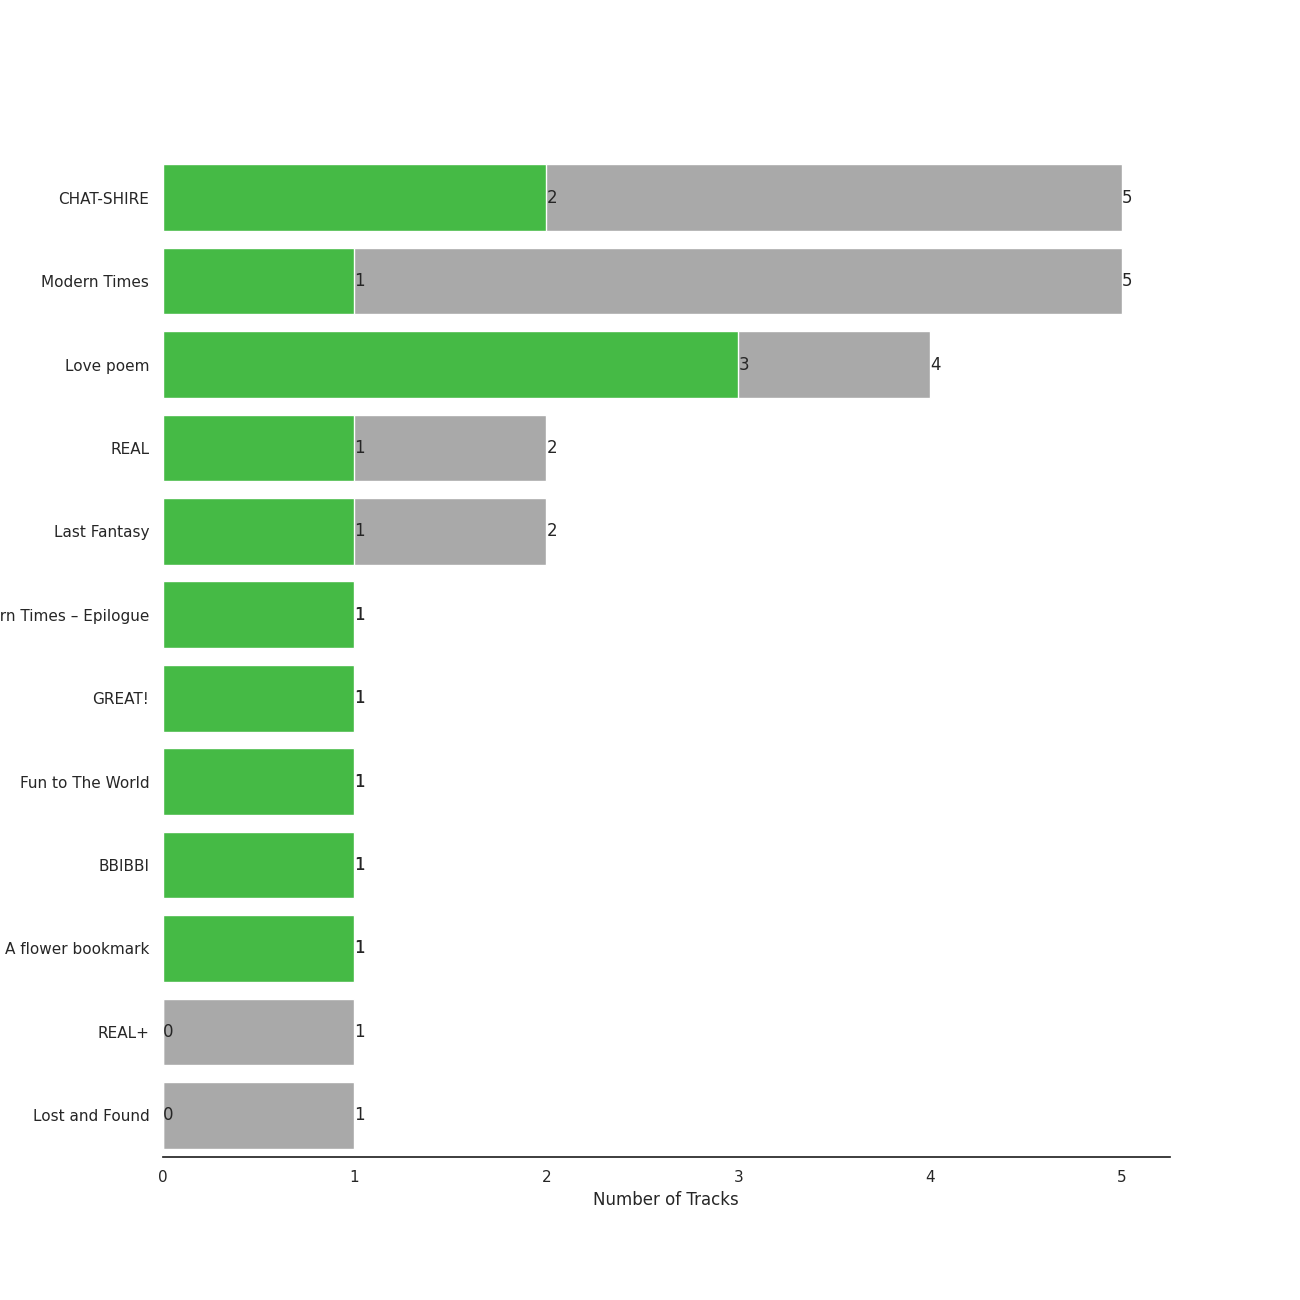 CHAT-SHIRE 2 5
Modern Times 1 5
Love poem 3 4
REAL 1 2
Last Fantasy 1 2
rn Times – Epilogue 1
GREAT! 1
Fun to The World 1
BBIBBI 1
A flower bookmark 1
REAL+ 0 1
Lost and Found 0 1
0 1 2 3 4 5
Number of Tracks